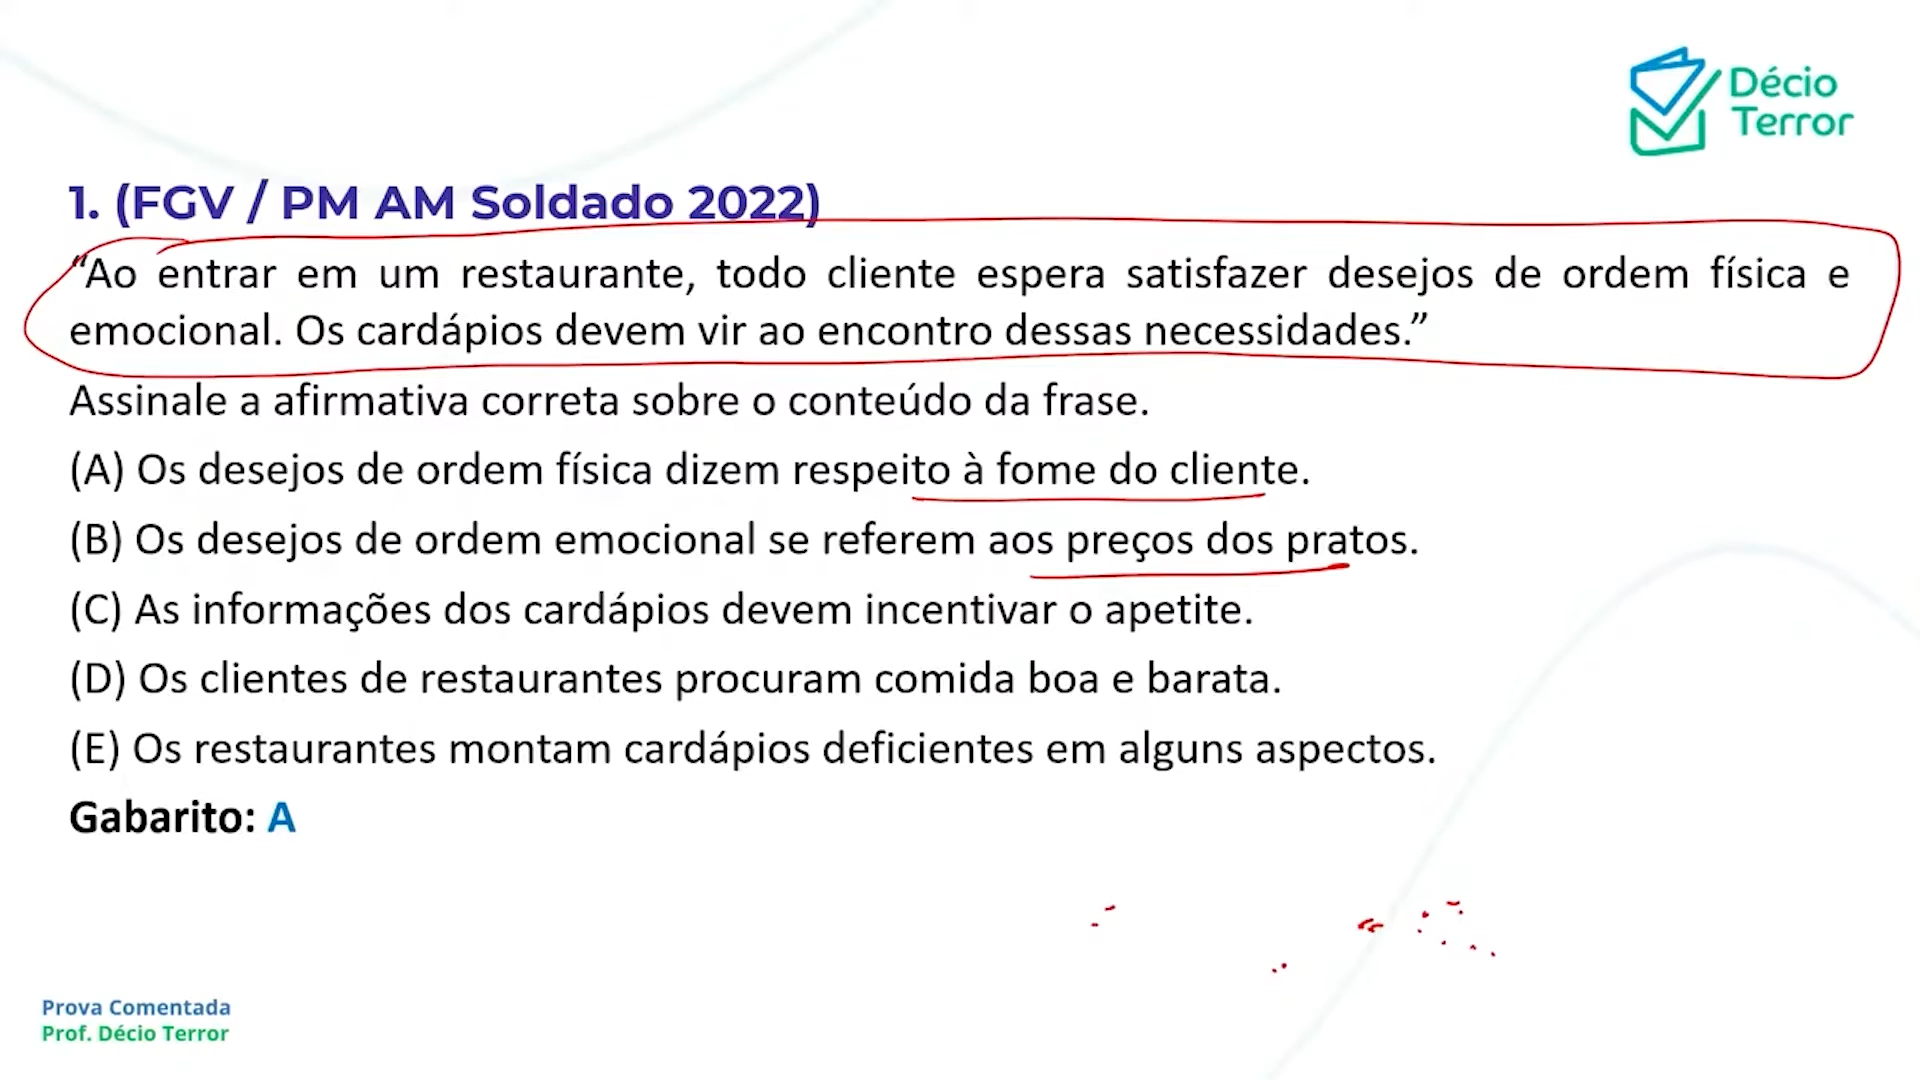 Décio
Terror
1. (FGV / PM AM Soldado 2022)
“Ao entrar em um restaurante, todo cliente espera satisfazer desejos de ordem física e
emocional. Os cardápios devem vir ao encontro dessas necessidades.”
Assinale a afirmativa correta sobre o conteúdo da frase.
(A) Os desejos de ordem física dizem respeito à fome do cliente.
(B) Os desejos de ordem emocional se referem aos preços dos pratos.
(C) As informações dos cardápios devem incentivar o apetite.
(D) Os clientes de restaurantes procuram comida boa e barata.
(E) Os restaurantes montam cardápios deficientes em alguns aspectos.
Gabarito: A
Prova Comentada
Prof. Décio Terror